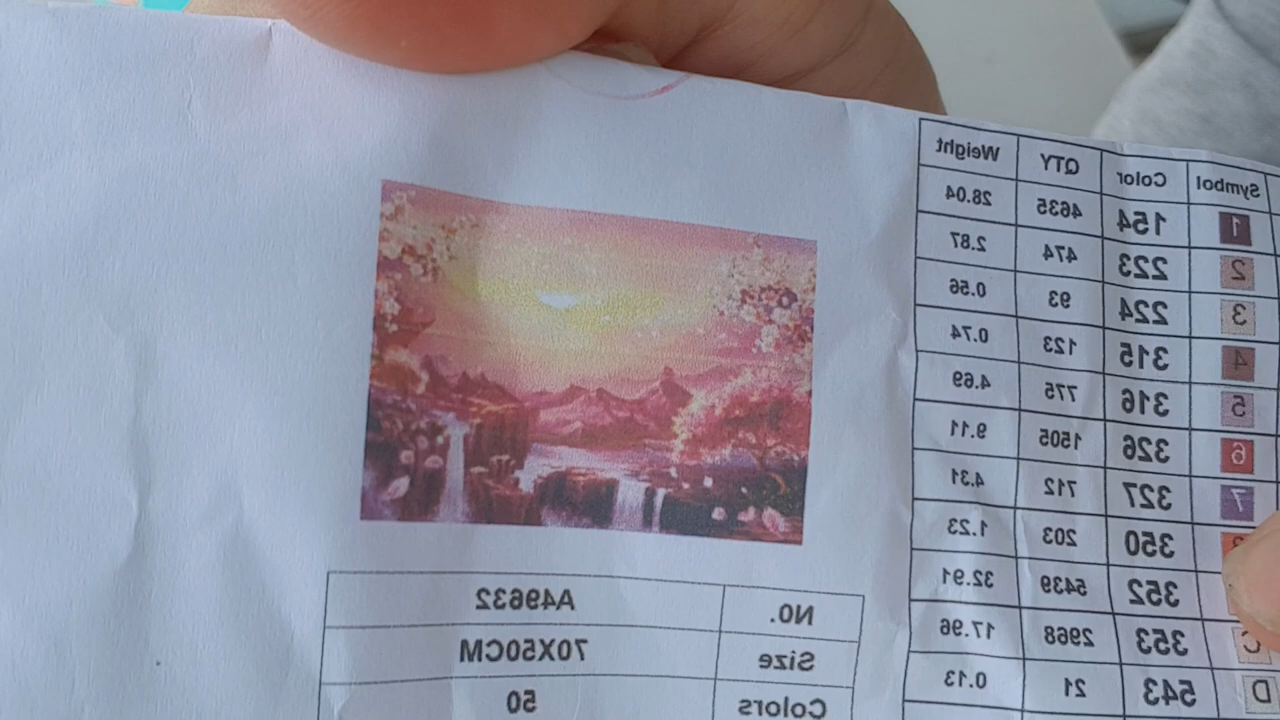 Symbol Color QTY Weight
1 154 4635 28.04
2 223 474 2.87
3 224 93 0.56
4 315 123 0.74
5 316 775 4.69
6 326 1505 9.11
7 327 712 4.31
350 203 1.23
352 5439 32.91
C 353 2968 17.96
D 543 21 0.13
NO. A49632
Size 70X50CM
Colors 50